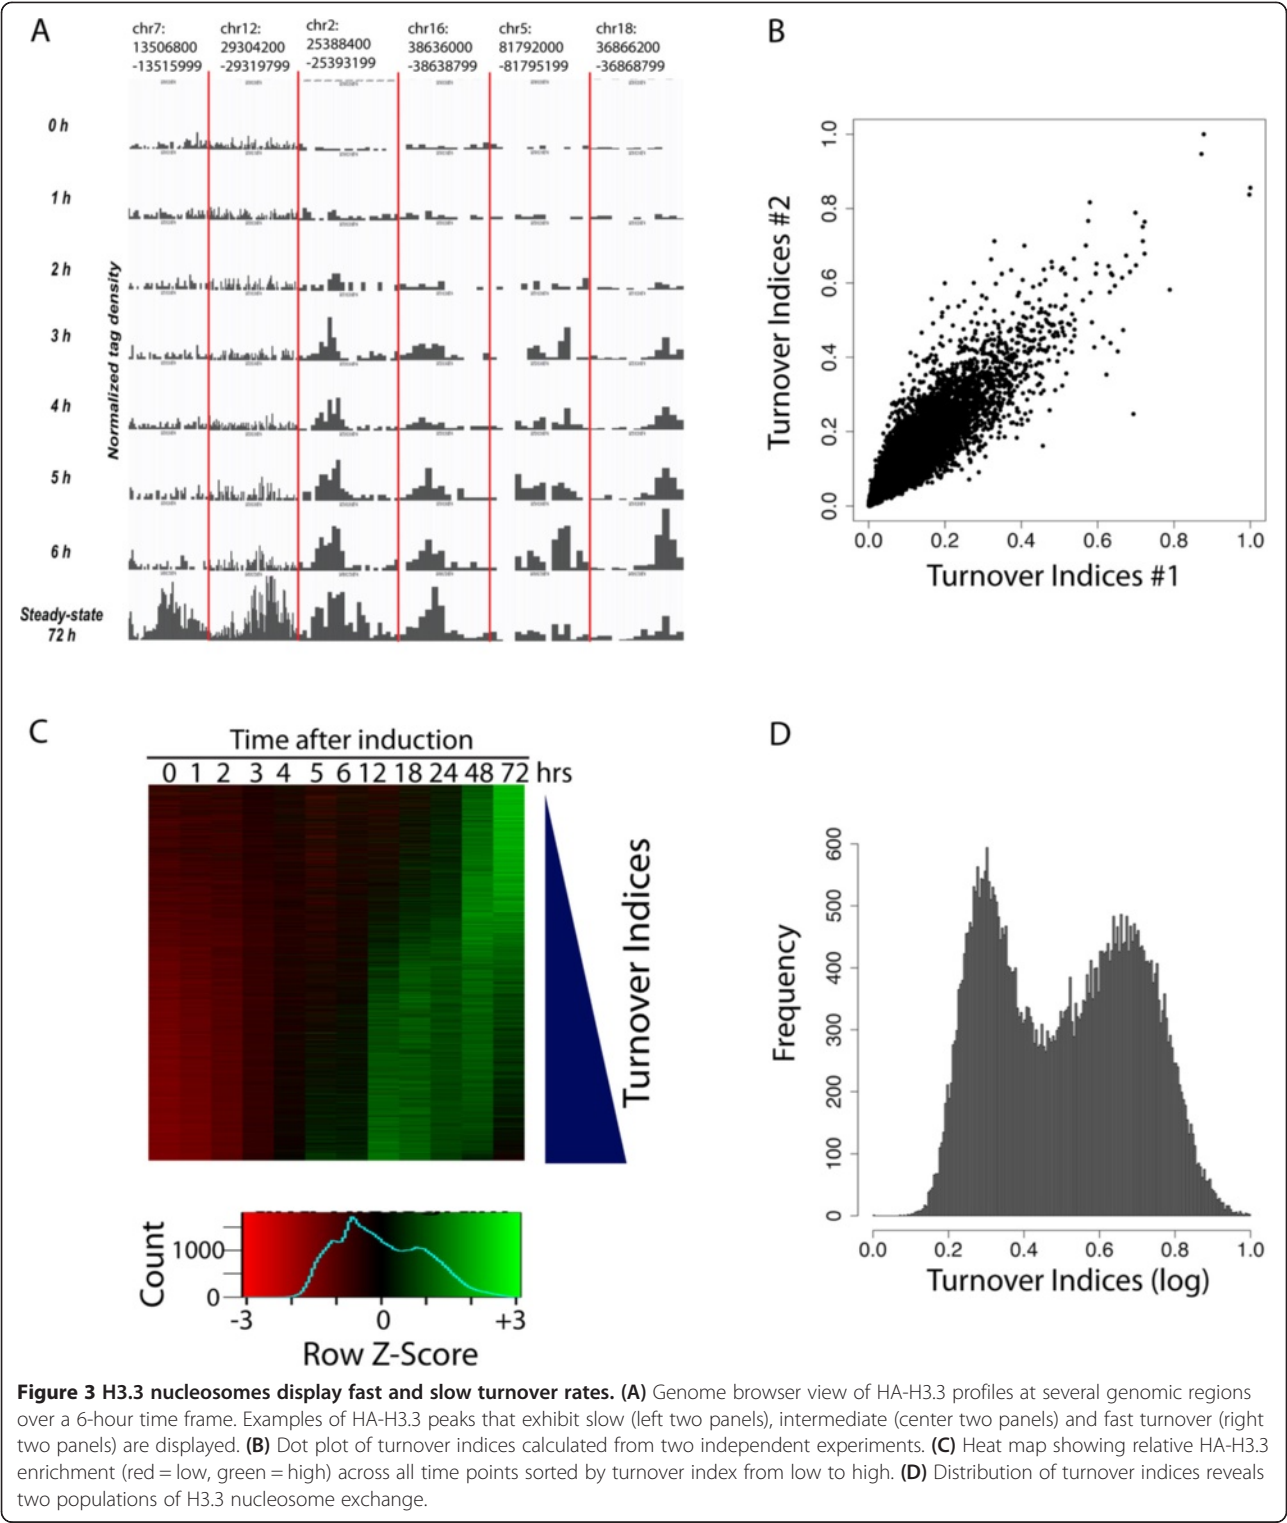 A
chr7:
13506800
-13515999
chr12:
29304200
-29319799
chr2:
25388400
-25393199
chr16:
38636000
-38638799
chr5:
81792000
-81795199
chr18:
36866200
-36868799
Normalized tag density
0 h
1 h
2 h
3 h
4 h
5 h
6 h
Steady-state
72 h
B
Turnover Indices #2
1.0
0.8
0.6
0.4
0.2
0.0
0.0 0.2 0.4 0.6 0.8 1.0
Turnover Indices #1
C
Time after induction
0 1 2 3 4 5 6 12 18 24 48 72 hrs
Turnover Indices
Count
1000
0
-3 0 +3
Row Z-Score
D
Frequency
600
500
400
300
200
100
0
0.0 0.2 0.4 0.6 0.8 1.0
Turnover Indices (log)
Figure 3 H3.3 nucleosomes display fast and slow turnover rates. (A) Genome browser view of HA-H3.3 profiles at several genomic regions
over a 6-hour time frame. Examples of HA-H3.3 peaks that exhibit slow (left two panels), intermediate (center two panels) and fast turnover (right
two panels) are displayed. (B) Dot plot of turnover indices calculated from two independent experiments. (C) Heat map showing relative HA-H3.3
enrichment (red = low, green = high) across all time points sorted by turnover index from low to high. (D) Distribution of turnover indices reveals
two populations of H3.3 nucleosome exchange.